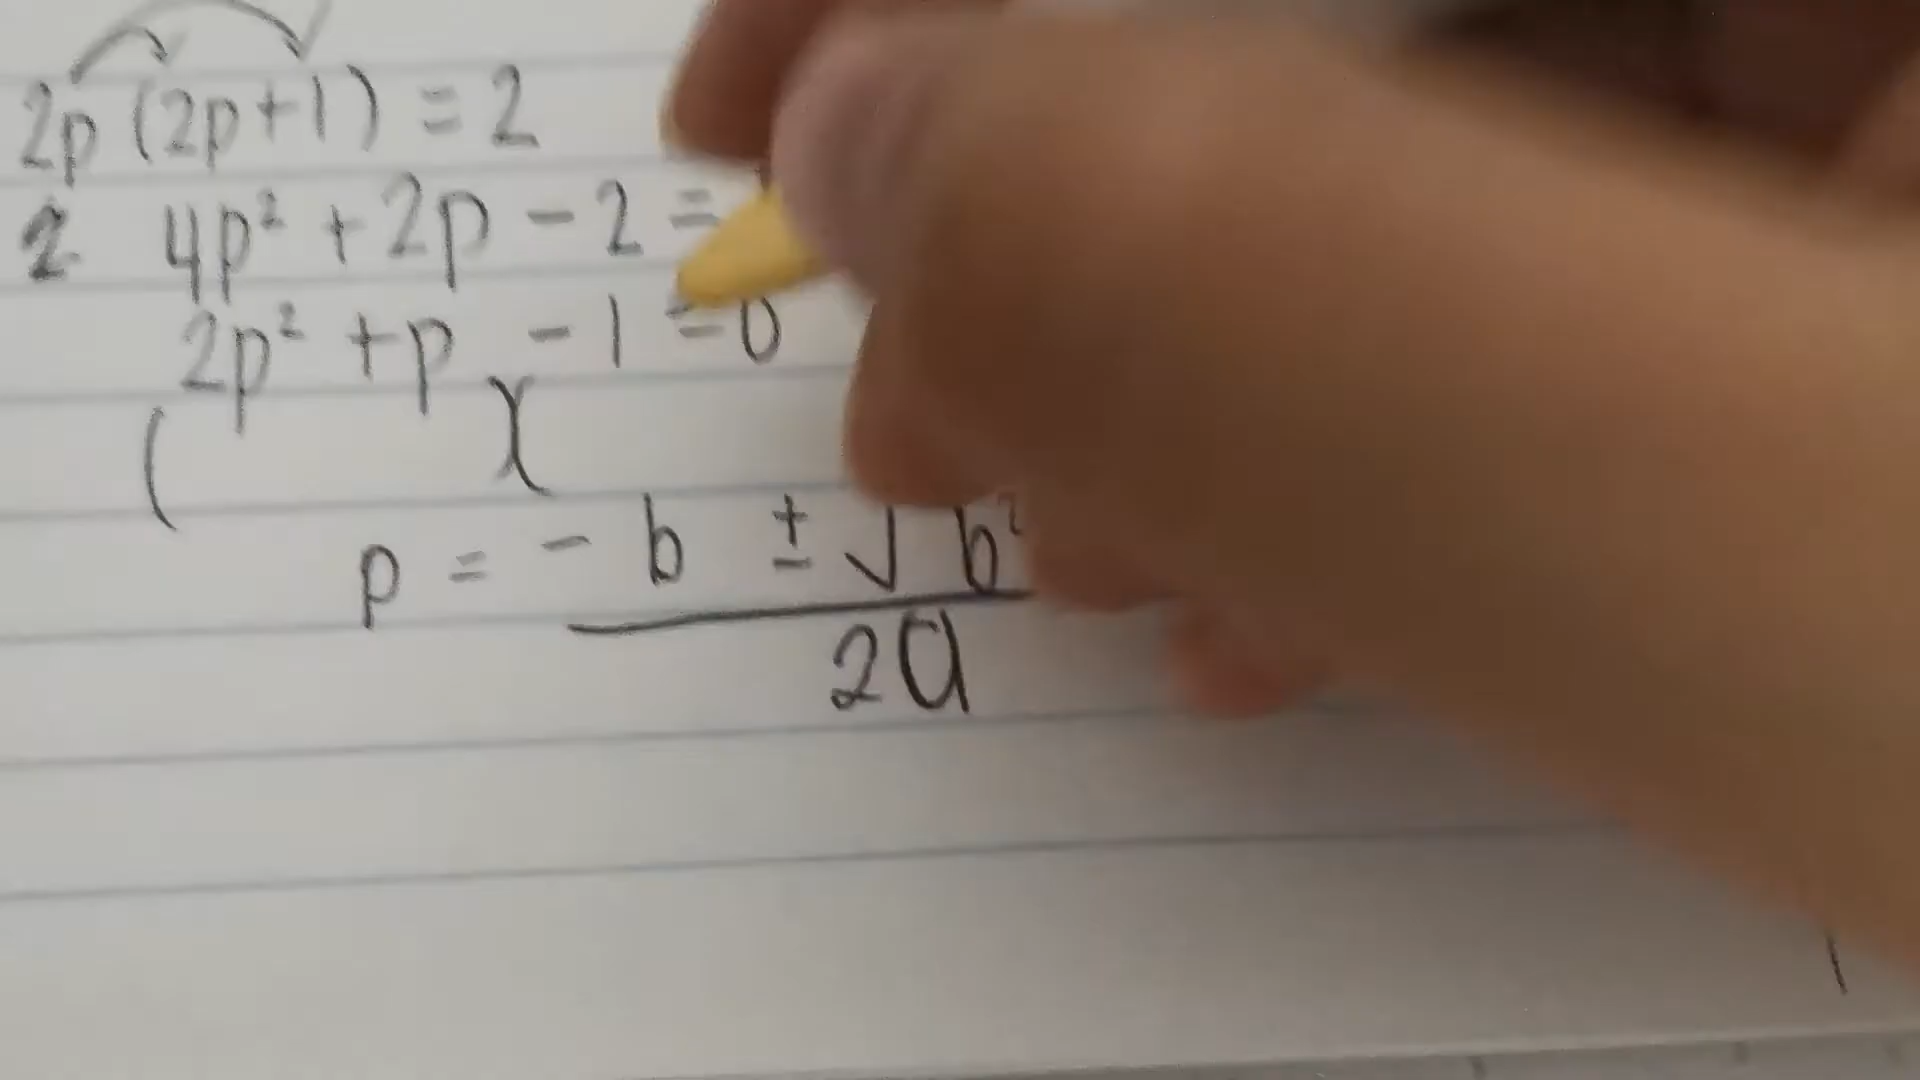 2p (2p+1) = 2
2 4p² + 2p - 2 =
2p² + p - 1 = 0
( )(
p = - b ± √ b²
2a